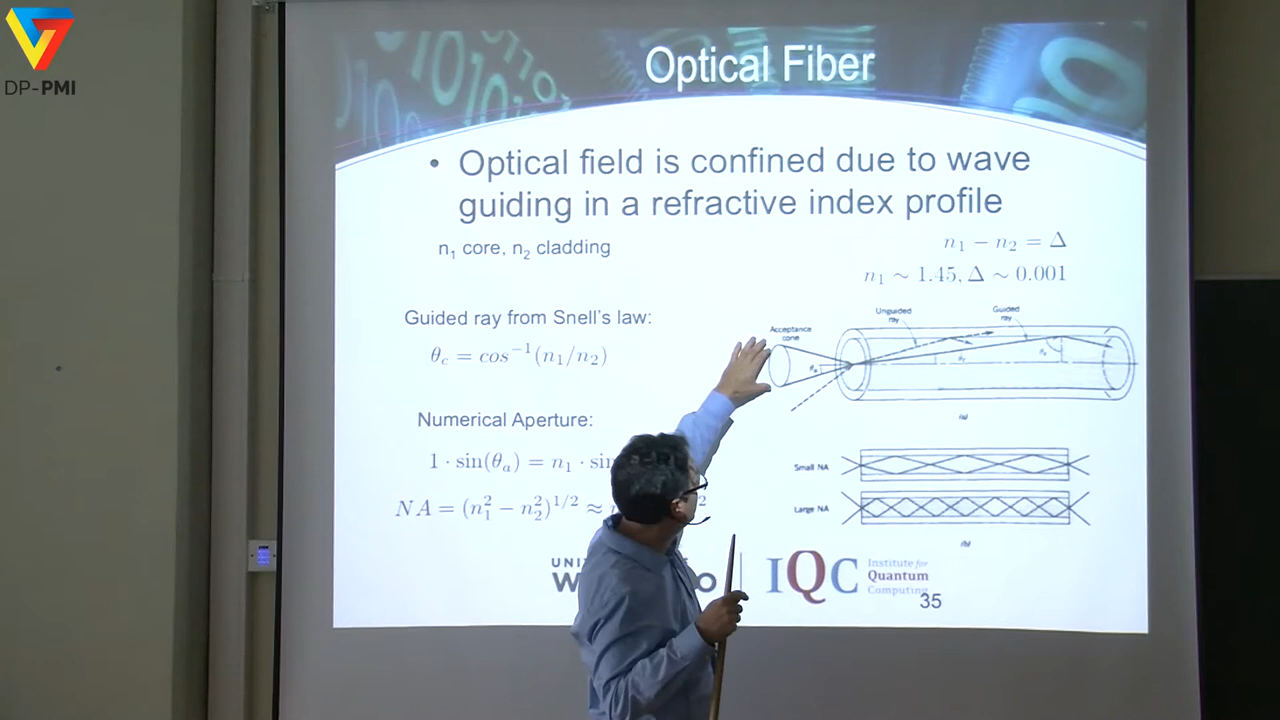 DP-PMI
Optical Fiber
• Optical field is confined due to wave
guiding in a refractive index profile
n₁ core, n₂ cladding
n₁ − n₂ = Δ
n₁ ∼ 1.45, Δ ∼ 0.001
Guided ray from Snell's law:
θ_c = cos⁻¹(n₁/n₂)
Unguided
ray
Guided
ray
Acceptance
cone
(a)
Numerical Aperture:
1 · sin(θₐ) = n₁ · sin
NA = (n₁² − n₂²)^1/2 ≈
Small NA
Large NA
(b)
IQC
Institute for
Quantum
Computing
35